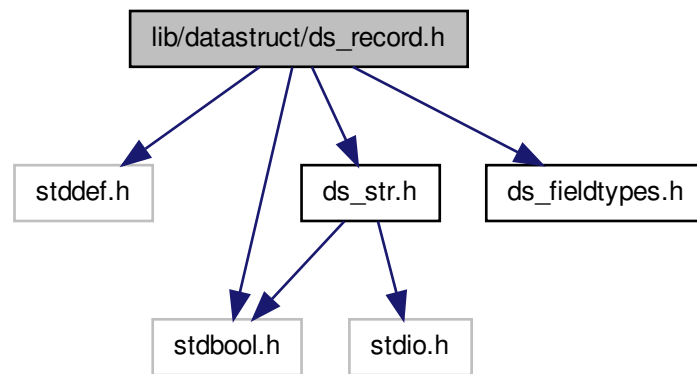 lib/datastruct/ds_record.h
stddef.h
ds_str.h
ds_fieldtypes.h
stdbool.h
stdio.h